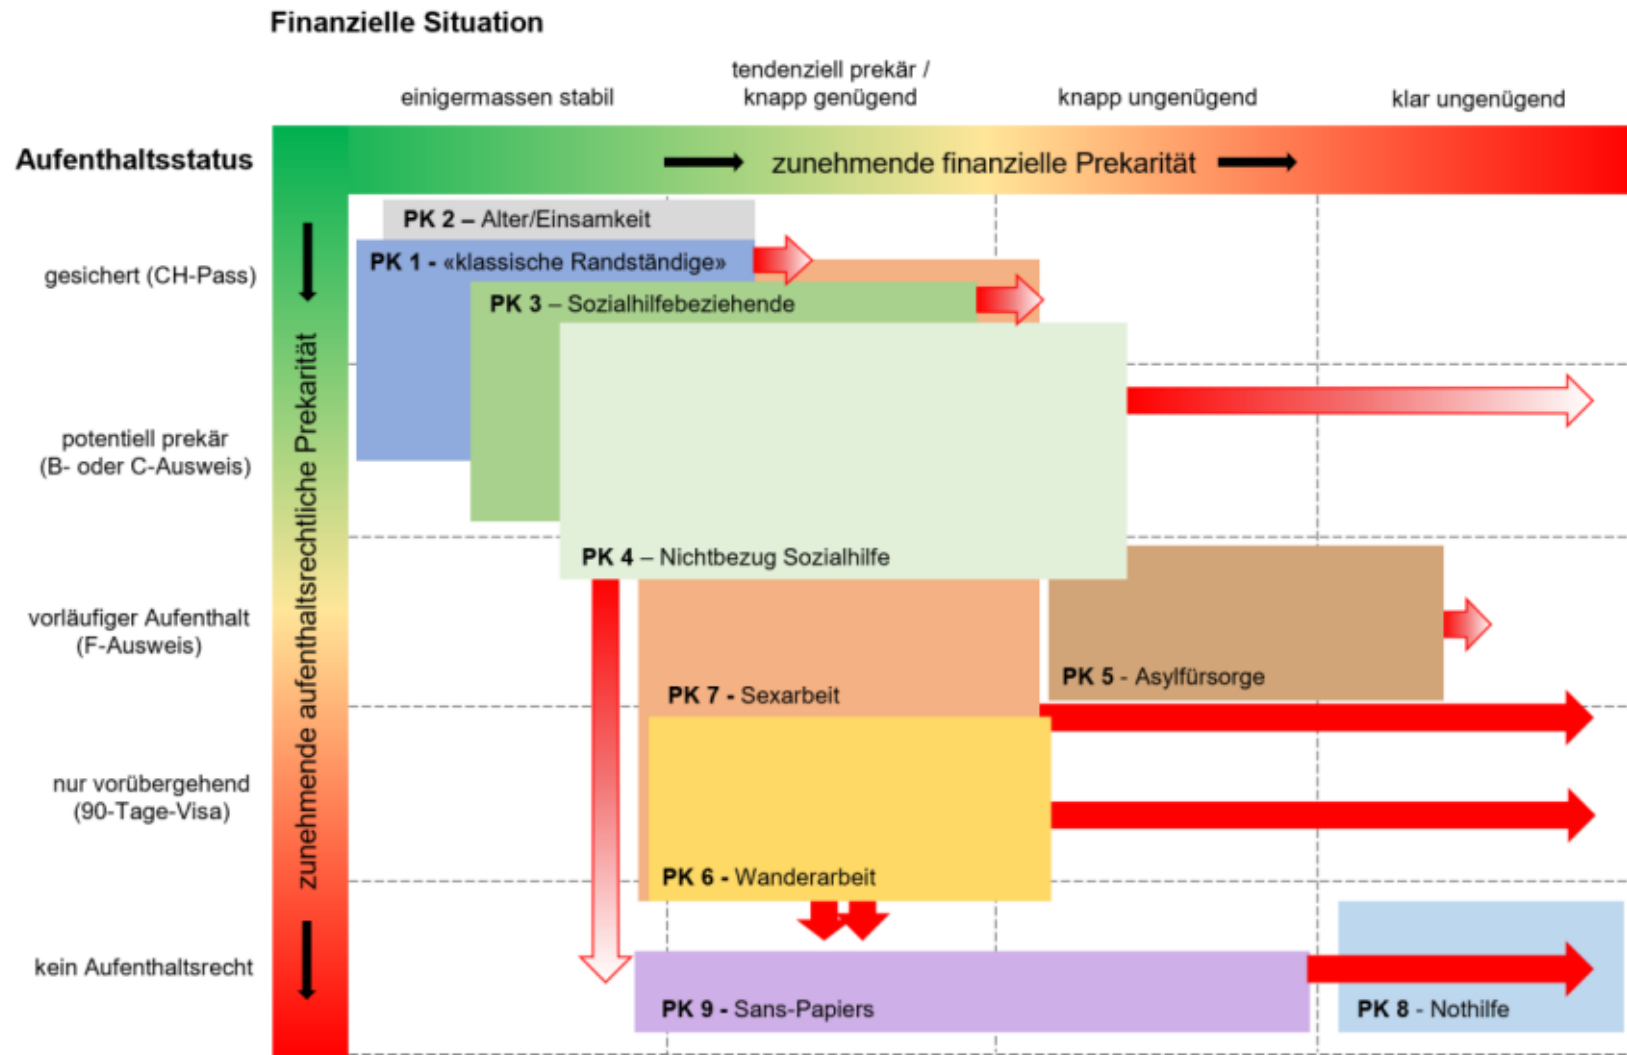 Finanzielle Situation
einigermassen stabil
tendenziell prekär /
knapp genügend
knapp ungenügend
klar ungenügend
Aufenthaltsstatus
zunehmende finanzielle Prekarität
zunehmende aufenthaltsrechtliche Prekarität
gesichert (CH-Pass)
potentiell prekär
(B- oder C-Ausweis)
vorläufiger Aufenthalt
(F-Ausweis)
nur vorübergehend
(90-Tage-Visa)
kein Aufenthaltsrecht
PK 2 – Alter/Einsamkeit
PK 1 - «klassische Randständige»
PK 3 – Sozialhilfebeziehende
PK 4 – Nichtbezug Sozialhilfe
PK 5 - Asylfürsorge
PK 7 - Sexarbeit
PK 6 - Wanderarbeit
PK 9 - Sans-Papiers
PK 8 - Nothilfe